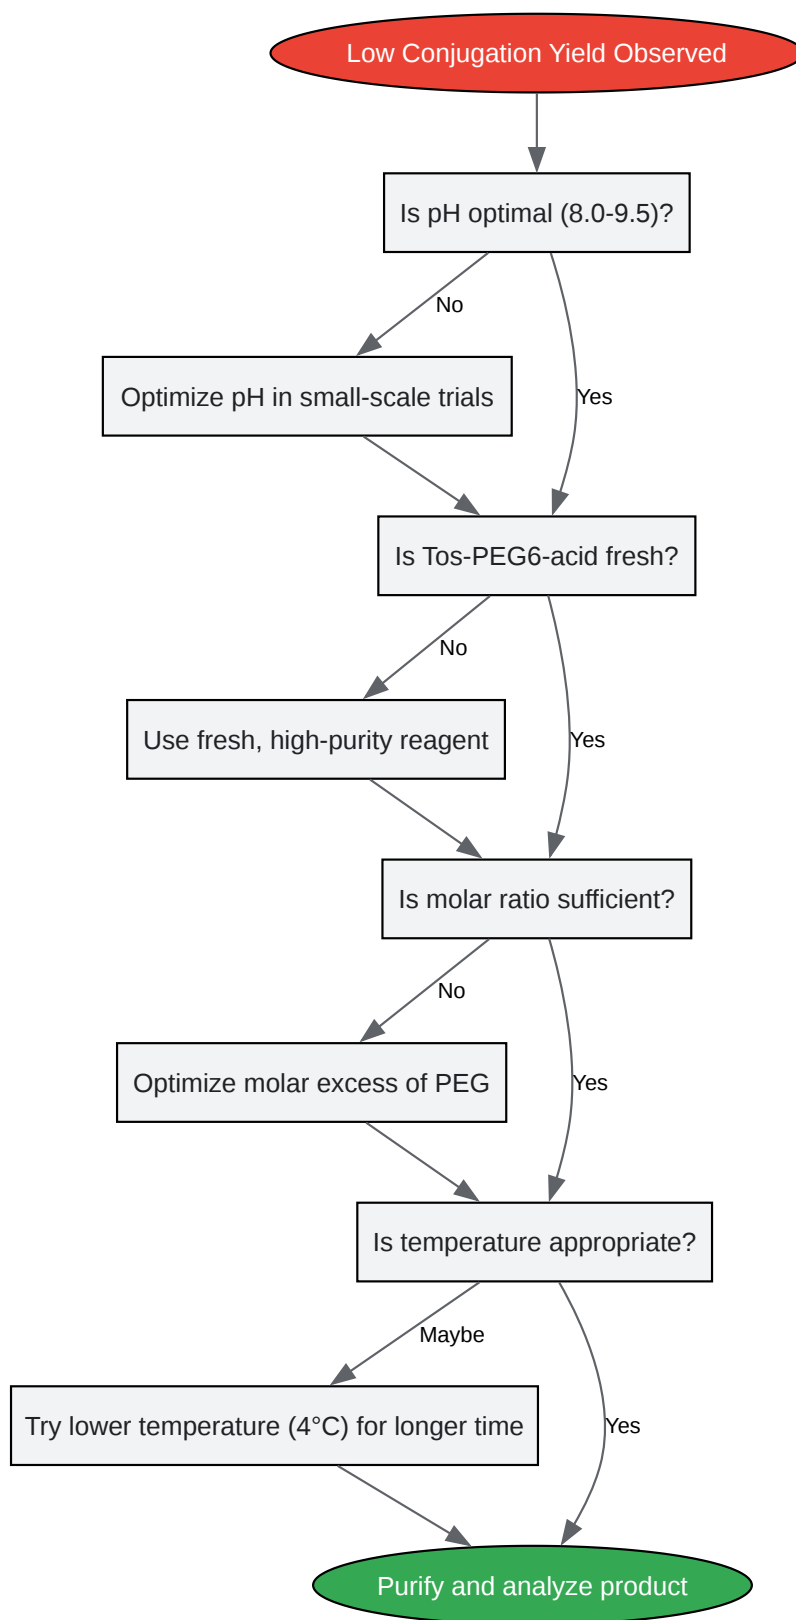 Low Conjugation Yield Observed
Is pH optimal (8.0-9.5)?
No
Optimize pH in small-scale trials
Yes
Is Tos-PEG6-acid fresh?
No
Use fresh, high-purity reagent
Yes
Is molar ratio sufficient?
No
Optimize molar excess of PEG
Yes
Is temperature appropriate?
Maybe
Try lower temperature (4°C) for longer time
Yes
Purify and analyze product